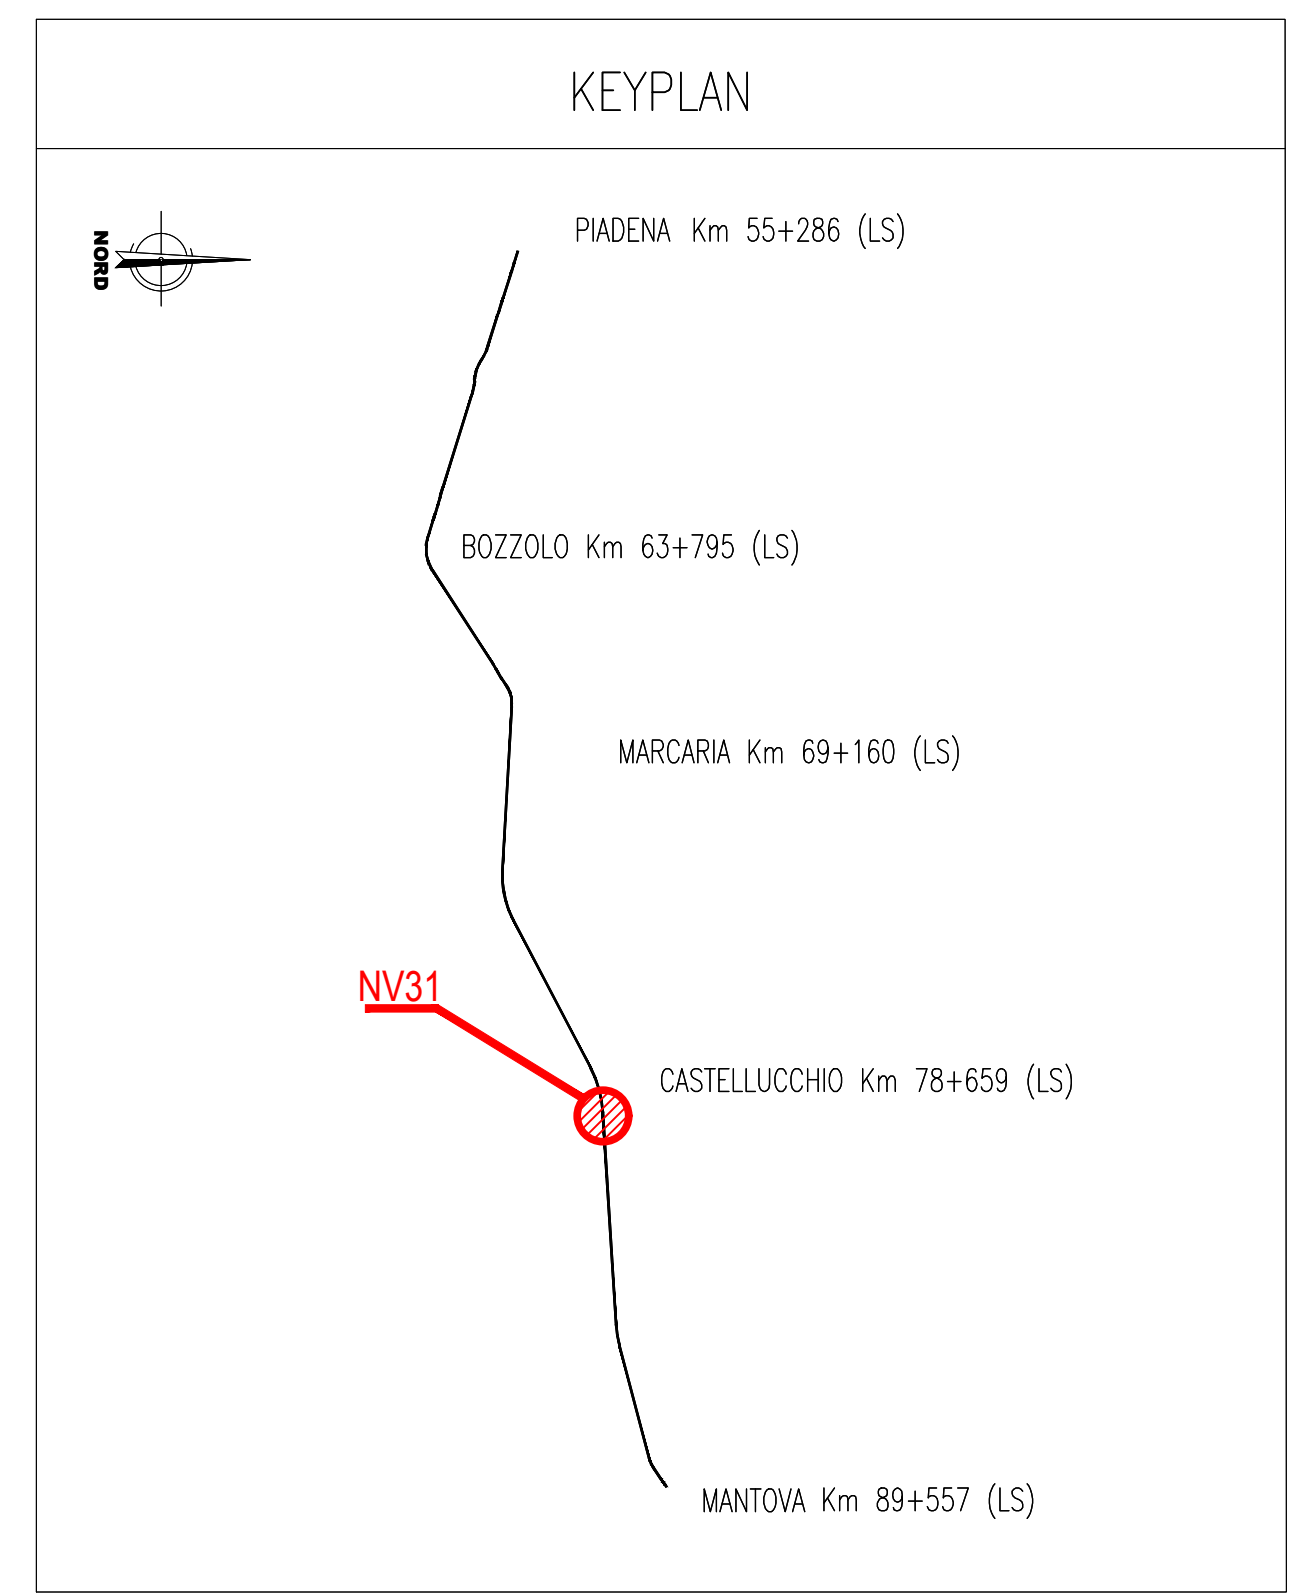 KEYPLAN
NORD
PIADENA Km 55+286 (LS)
BOZZOLO Km 63+795 (LS)
MARCARIA Km 69+160 (LS)
NV31
CASTELLUCCHIO Km 78+659 (LS)
MANTOVA Km 89+557 (LS)